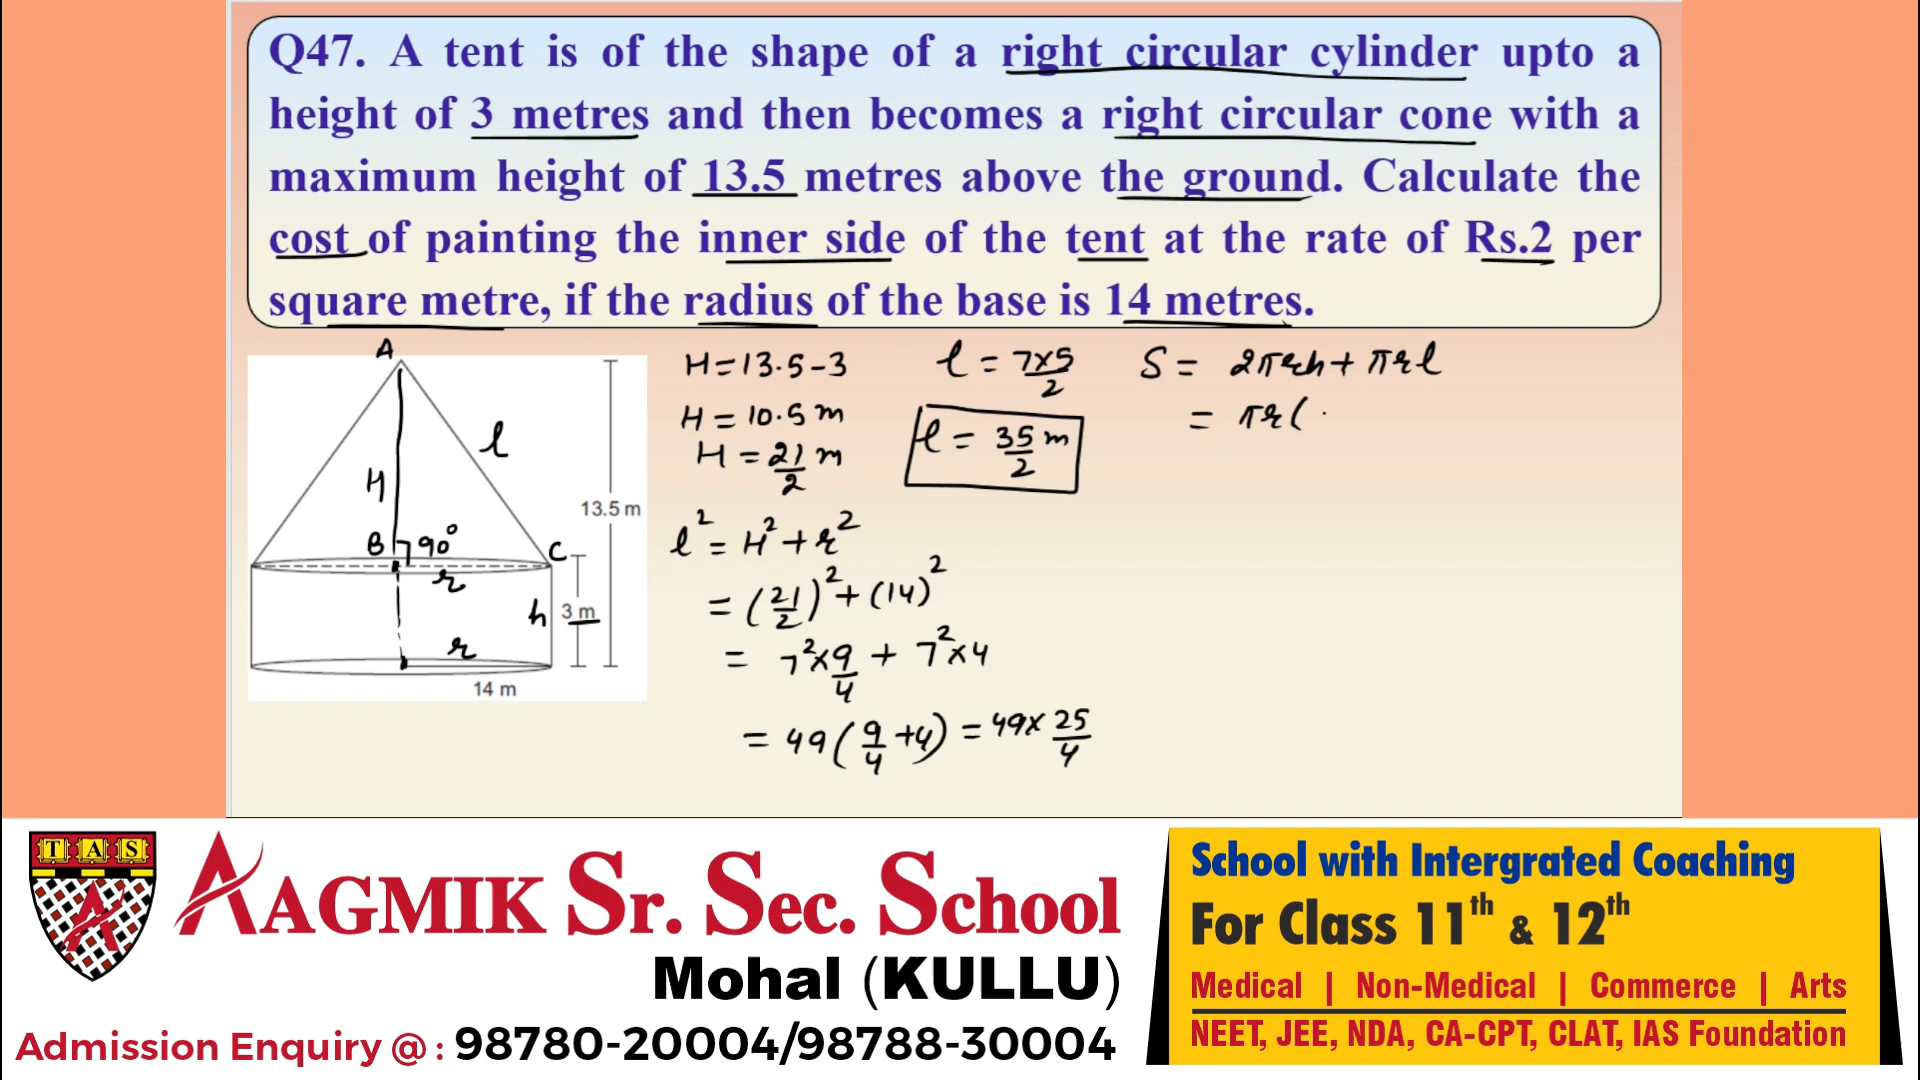 Q47. A tent is of the shape of a right circular cylinder upto a
height of 3 metres and then becomes a right circular cone with a
maximum height of 13.5 metres above the ground. Calculate the
cost of painting the inner side of the tent at the rate of Rs.2 per
square metre, if the radius of the base is 14 metres.
A
l
H
13.5 m
B 90° C
r
h 3 m
r
14 m
H = 13.5 - 3
H = 10.5 m
H = 21/2 m
l² = H² + r²
= (21/2)² + (14)²
= 7² × 9/4 + 7² × 4
= 49 (9/4 + 4) = 49 × 25/4
l = 7×5/2
l = 35/2 m
S = 2πrh + πrl
= πr(
T A S
A
AAGMIK Sr. Sec. School
Mohal (KULLU)
Admission Enquiry @ : 98780-20004/98788-30004
School with Intergrated Coaching
For Class 11th & 12th
Medical | Non-Medical | Commerce | Arts
NEET, JEE, NDA, CA-CPT, CLAT, IAS Foundation